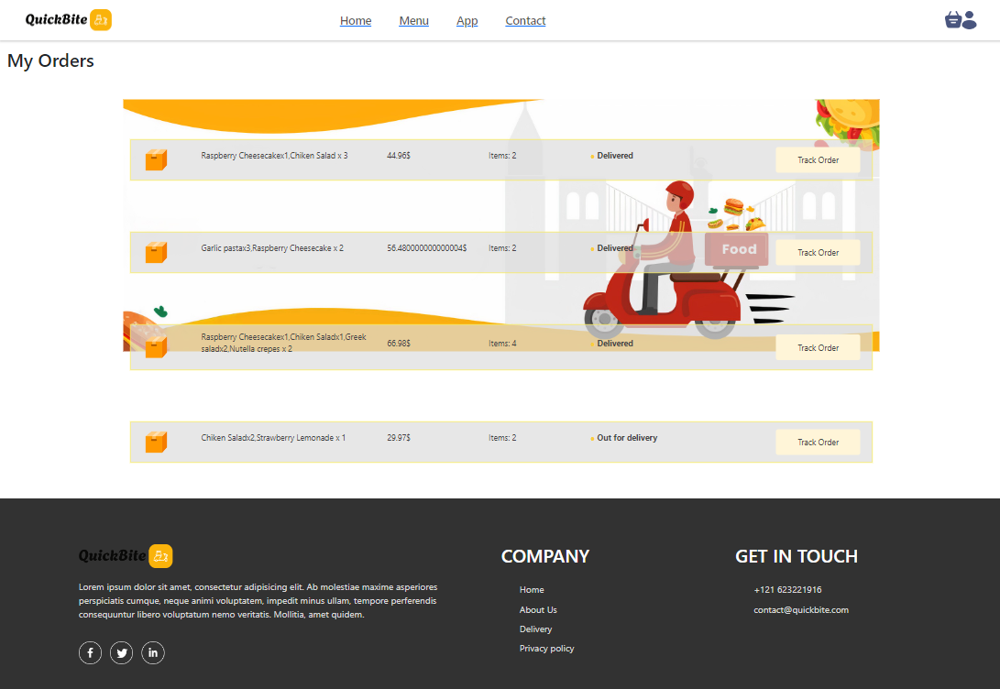 QuickBite
Home Menu App Contact
My Orders
Raspberry Cheesecakex1,Chiken Salad x 3 44.96$ Items: 2 Delivered Track Order
Garlic pastax3,Raspberry Cheesecake x 2 56.480000000000004$ Items: 2 Delivered Track Order
Food
Raspberry Cheesecakex1,Chiken Saladx1,Greek
saladx2,Nutella crepes x 2 66.98$ Items: 4 Delivered Track Order
Chiken Saladx2,Strawberry Lemonade x 1 29.97$ Items: 2 Out for delivery Track Order
QuickBite
Lorem ipsum dolor sit amet, consectetur adipisicing elit. Ab molestiae maxime asperiores
perspiciatis cumque, neque animi voluptatem, impedit minus ullam, tempore perferendis
consequuntur libero voluptatum nemo veritatis. Mollitia, amet quidem.
COMPANY
Home
About Us
Delivery
Privacy policy
GET IN TOUCH
+121 623221916
contact@quickbite.com